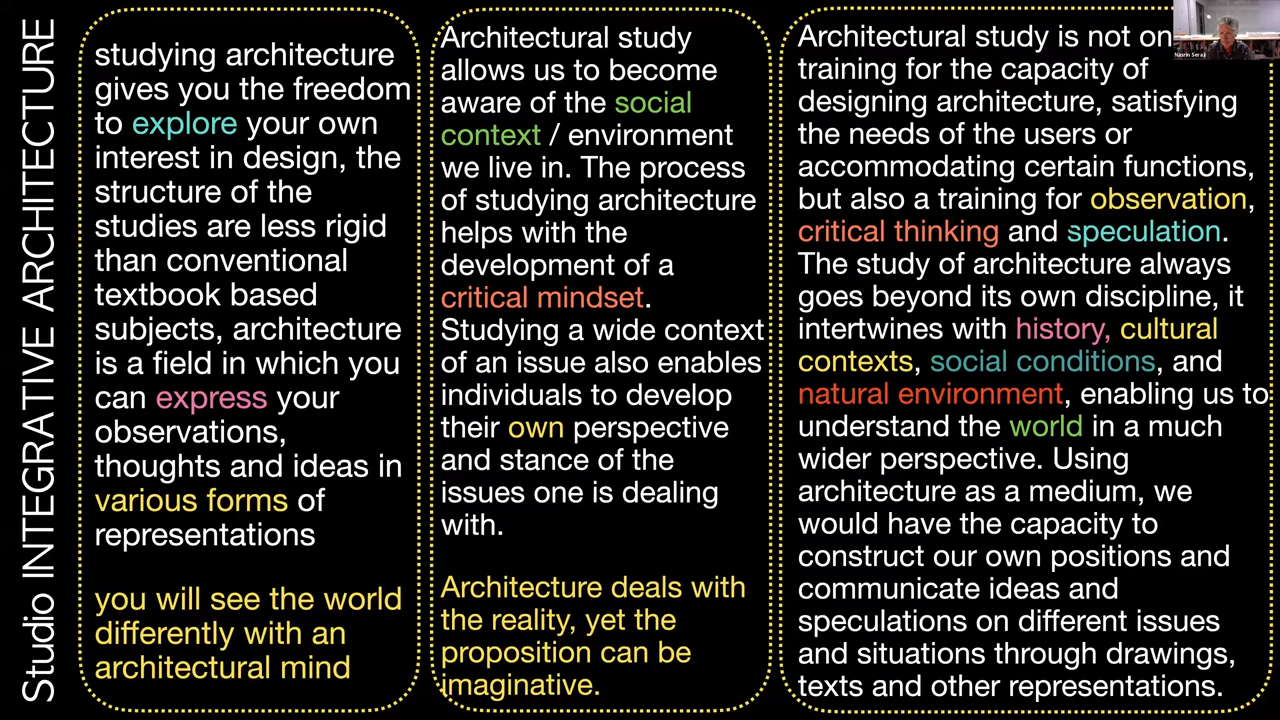 Studio INTEGRATIVE ARCHITECTURE
studying architecture
gives you the freedom
to explore your own
interest in design, the
structure of the
studies are less rigid
than conventional
textbook based
subjects, architecture
is a field in which you
can express your
observations,
thoughts and ideas in
various forms of
representations
you will see the world
differently with an
architectural mind
Architectural study
allows us to become
aware of the social
context / environment
we live in. The process
of studying architecture
helps with the
development of a
critical mindset.
Studying a wide context
of an issue also enables
individuals to develop
their own perspective
and stance of the
issues one is dealing
with.
Architecture deals with
the reality, yet the
proposition can be
imaginative.
Architectural study is not on
training for the capacity of
designing architecture, satisfying
the needs of the users or
accommodating certain functions,
but also a training for observation,
critical thinking and speculation.
The study of architecture always
goes beyond its own discipline, it
intertwines with history, cultural
contexts, social conditions, and
natural environment, enabling us to
understand the world in a much
wider perspective. Using
architecture as a medium, we
would have the capacity to
construct our own positions and
communicate ideas and
speculations on different issues
and situations through drawings,
texts and other representations.
Nasrin Seraji